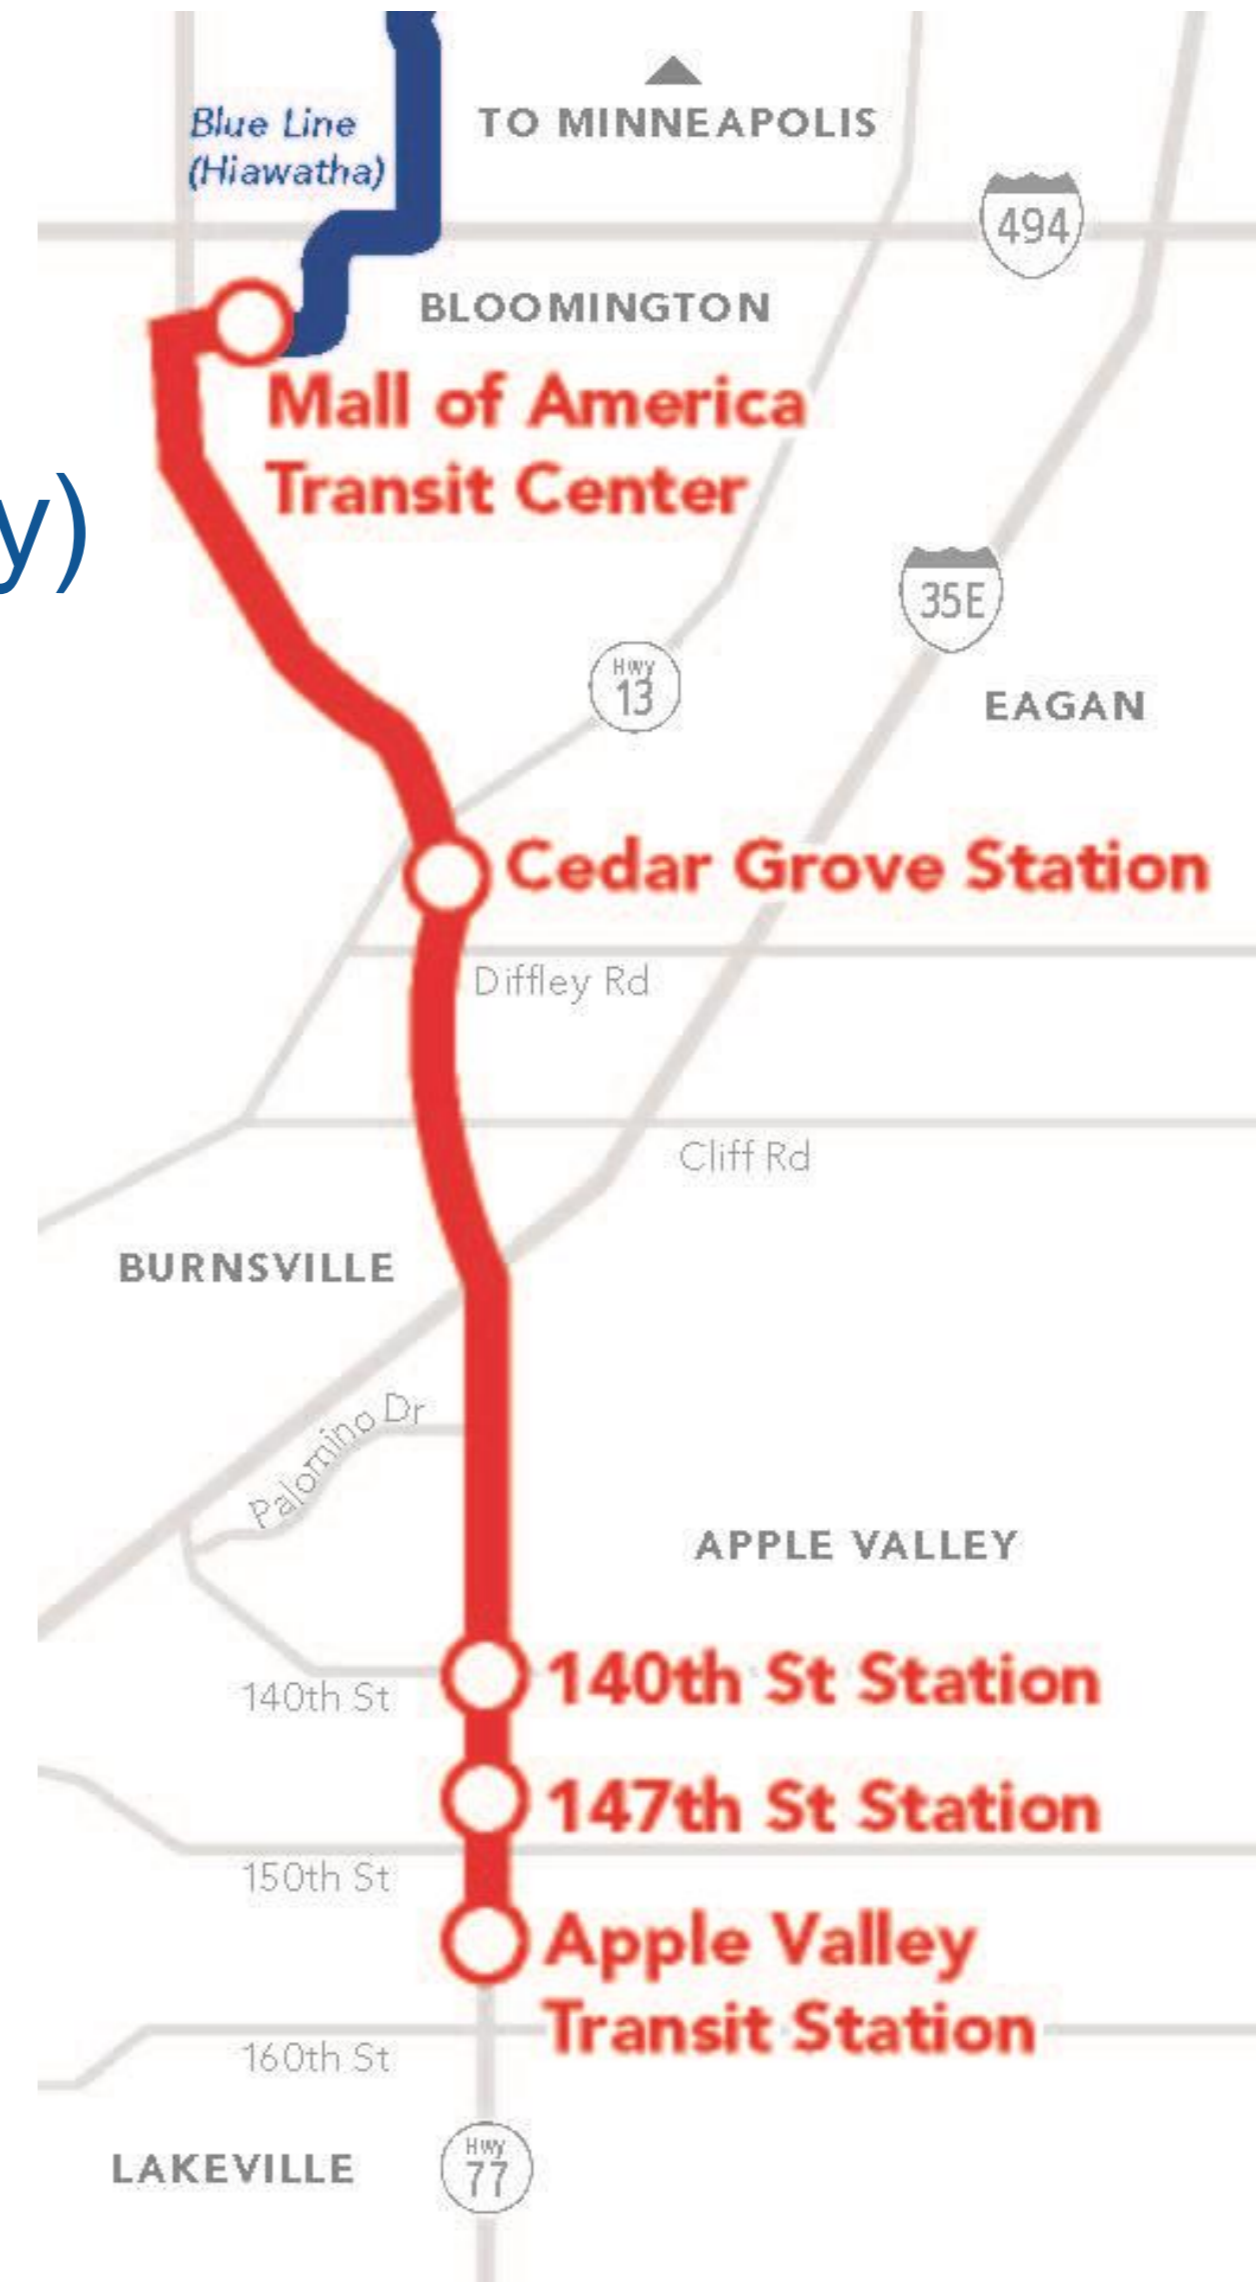 Blue Line
(Hiawatha)
TO MINNEAPOLIS
494
BLOOMINGTON
Mall of America
Transit Center
y)
35E
Hwy
13
EAGAN
Cedar Grove Station
Diffley Rd
Cliff Rd
BURNSVILLE
Palomino Dr
APPLE VALLEY
140th St Station
140th St
147th St Station
150th St
Apple Valley
Transit Station
160th St
LAKEVILLE
Hwy
77